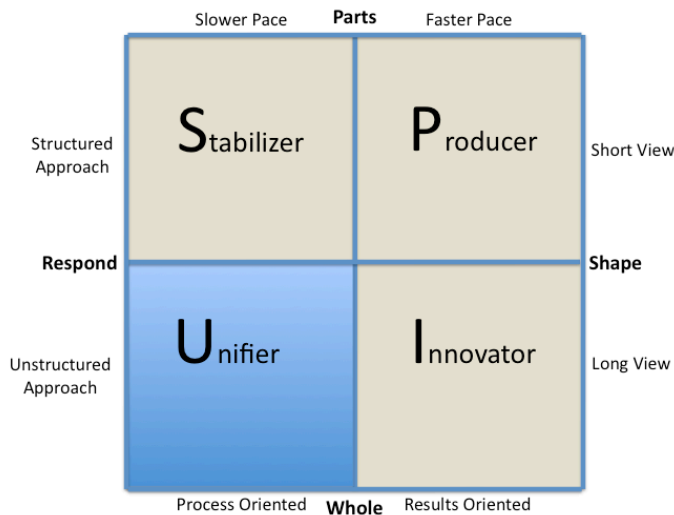 Slower Pace
Parts
Faster Pace
Structured
Approach
Stabilizer
Producer
Short View
Respond
Shape
Unstructured
Approach
Unifier
Innovator
Long View
Process Oriented
Whole
Results Oriented